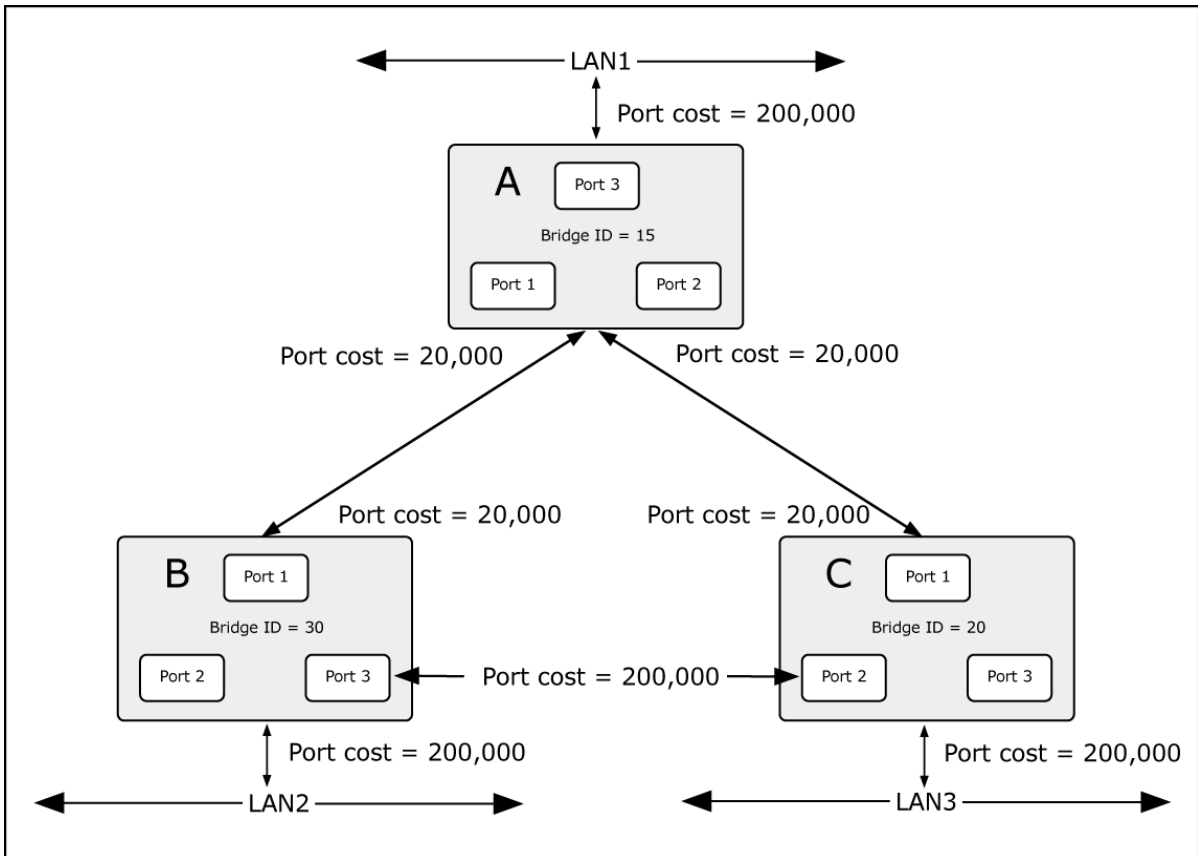 LAN1
Port cost = 200,000
A
Port 3
Bridge ID = 15
Port 1
Port 2
Port cost = 20,000
Port cost = 20,000
Port cost = 20,000
Port cost = 20,000
B
Port 1
Bridge ID = 30
Port 2
Port 3
Port cost = 200,000
C
Port 1
Bridge ID = 20
Port 2
Port 3
Port cost = 200,000
LAN2
Port cost = 200,000
LAN3